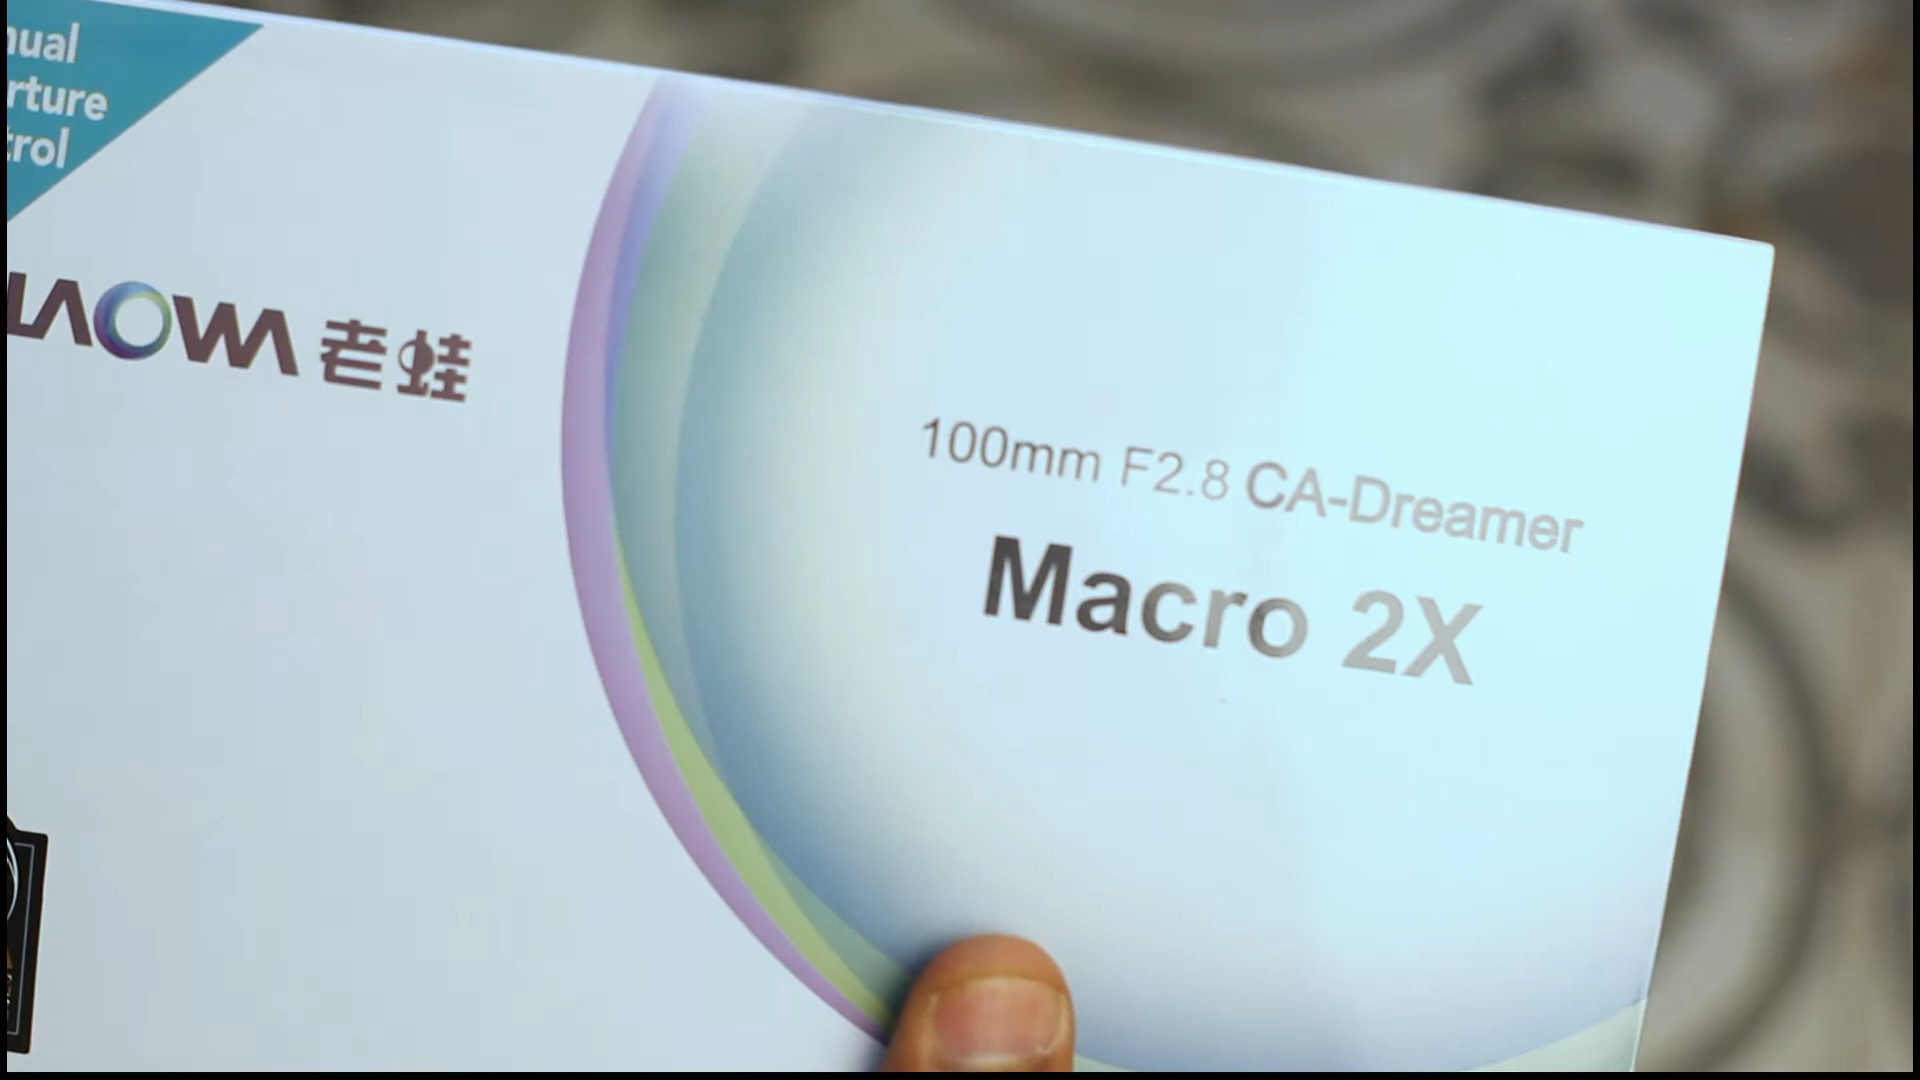 nual
rture
trol
LAOWA 老蛙
100mm F2.8 CA-Dreamer
Macro 2X